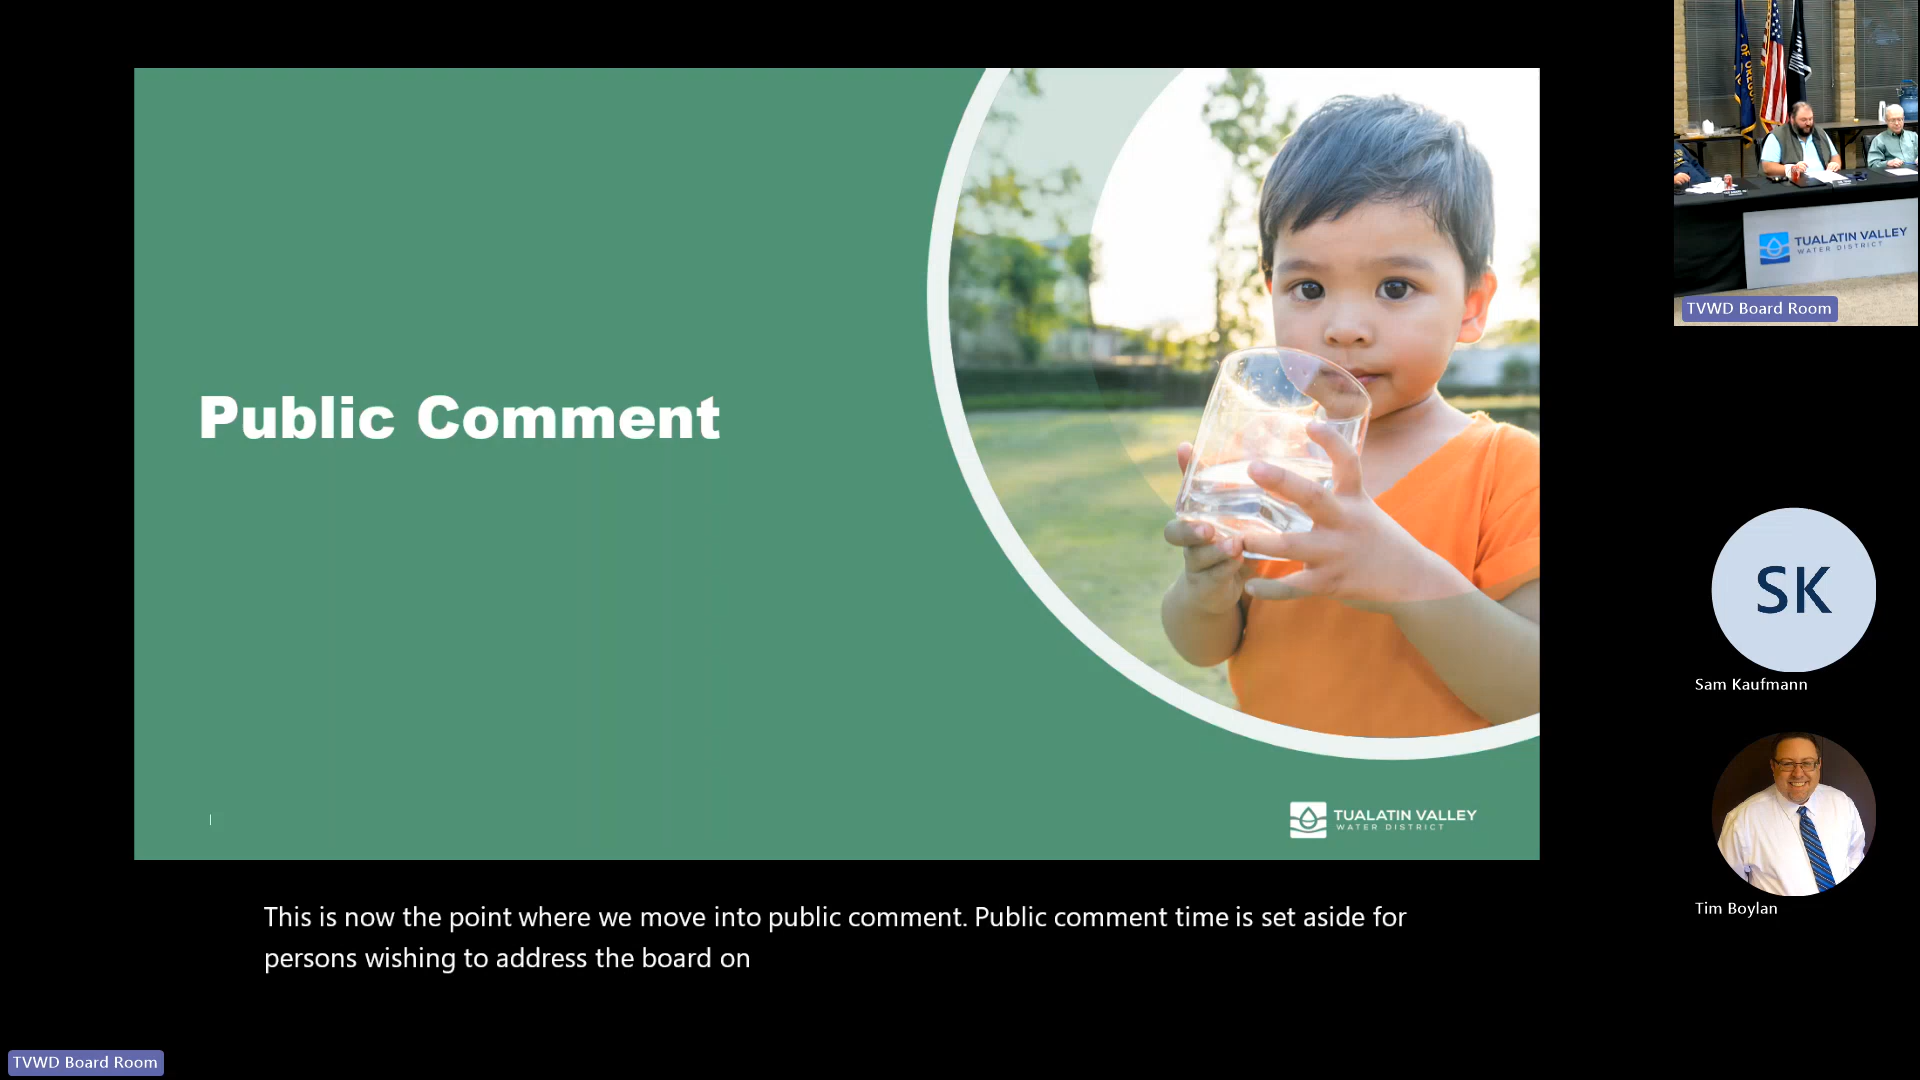 Public Comment
TUALATIN VALLEY
WATER DISTRICT
TUALATIN VALLEY
WATER DISTRICT
TVWD Board Room
SK
Sam Kaufmann
Tim Boylan
This is now the point where we move into public comment. Public comment time is set aside for
persons wishing to address the board on
TVWD Board Room